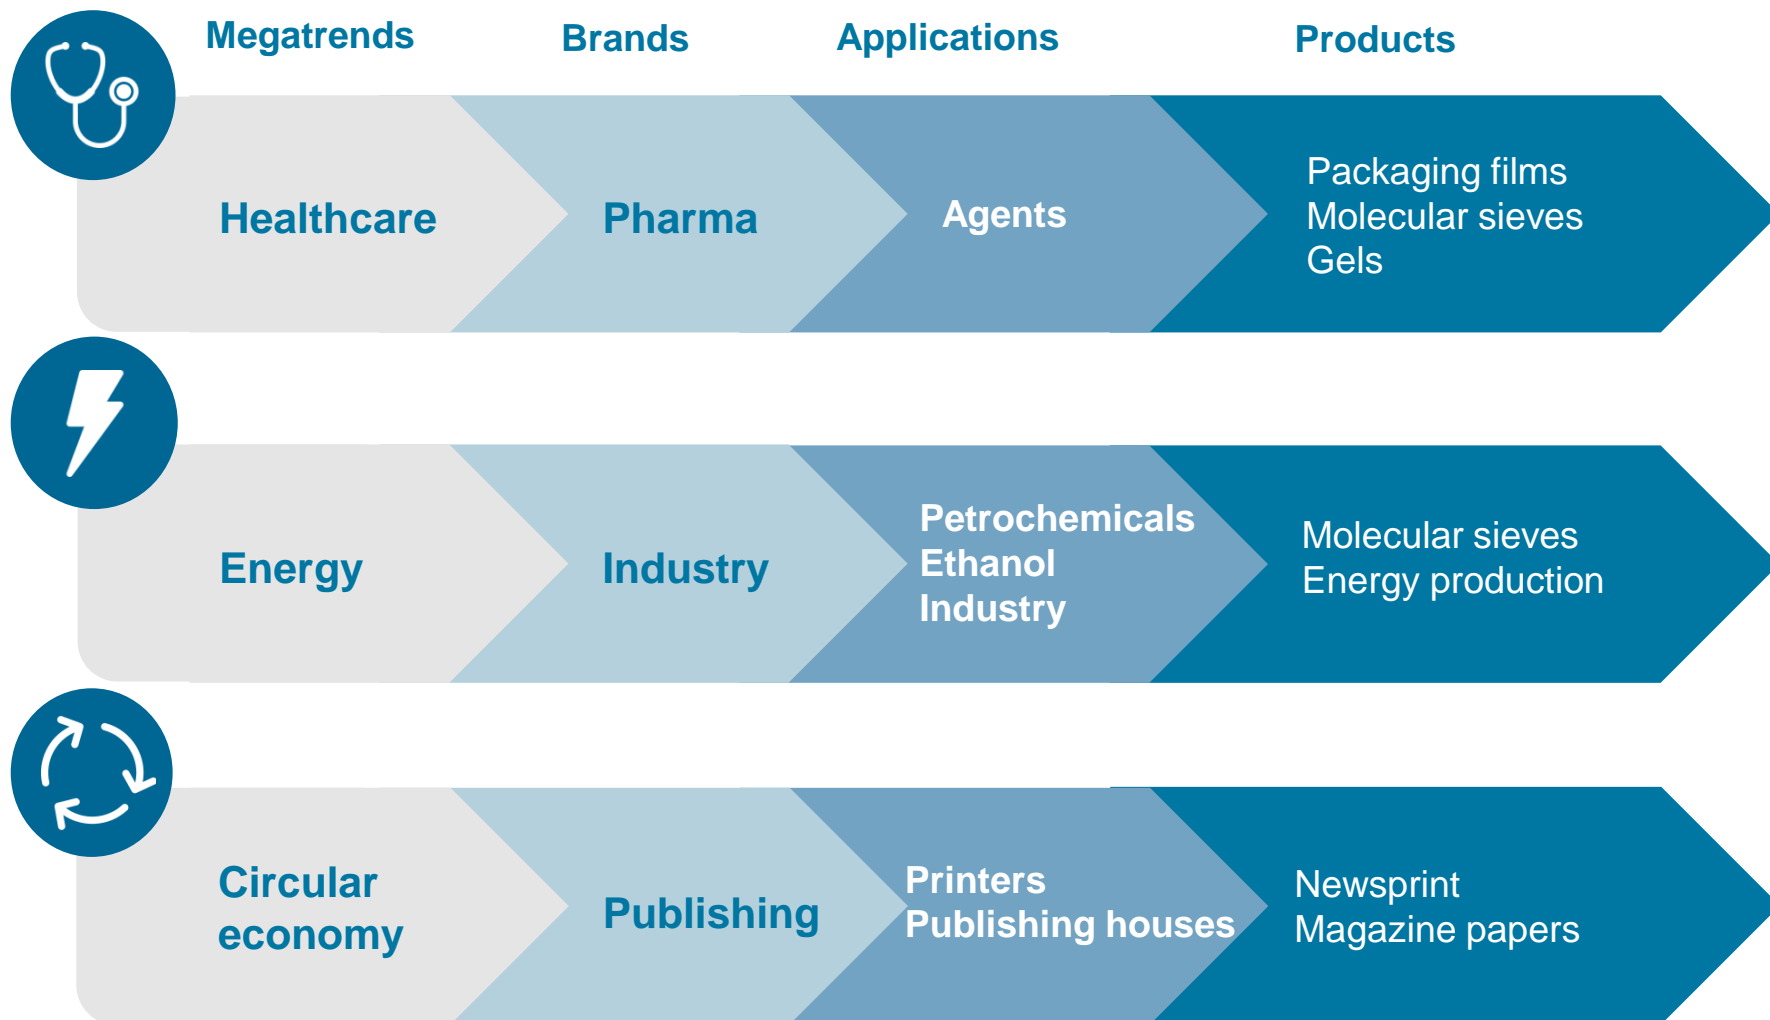 Megatrends
Brands
Applications
Products
Healthcare
Pharma
Agents
Packaging films
Molecular sieves
Gels
Energy
Industry
Petrochemicals
Ethanol
Industry
Molecular sieves
Energy production
Circular
economy
Publishing
Printers
Publishing houses
Newsprint
Magazine papers